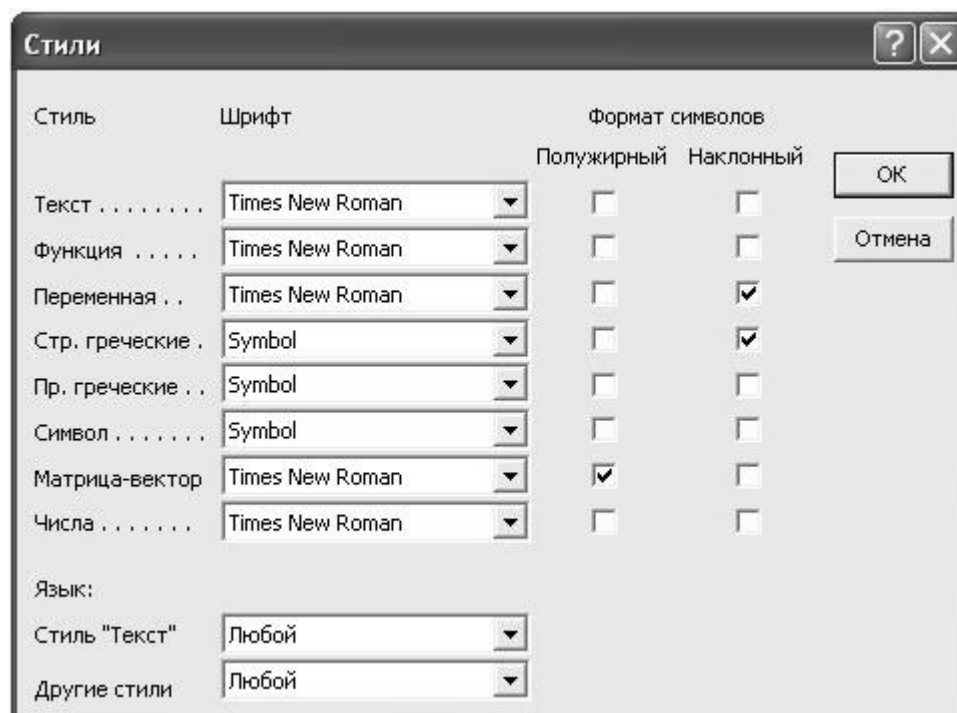 Стили
Стиль Шрифт Формат символов
Полужирный Наклонный
ОК
Текст . . . . . . . . Times New Roman
Отмена
Функция . . . . . Times New Roman
Переменная . . Times New Roman
Стр. греческие . Symbol
Пр. греческие . . Symbol
Символ . . . . . . . Symbol
Матрица-вектор Times New Roman
Числа . . . . . . . Times New Roman
Язык:
Стиль "Текст" Любой
Другие стили Любой